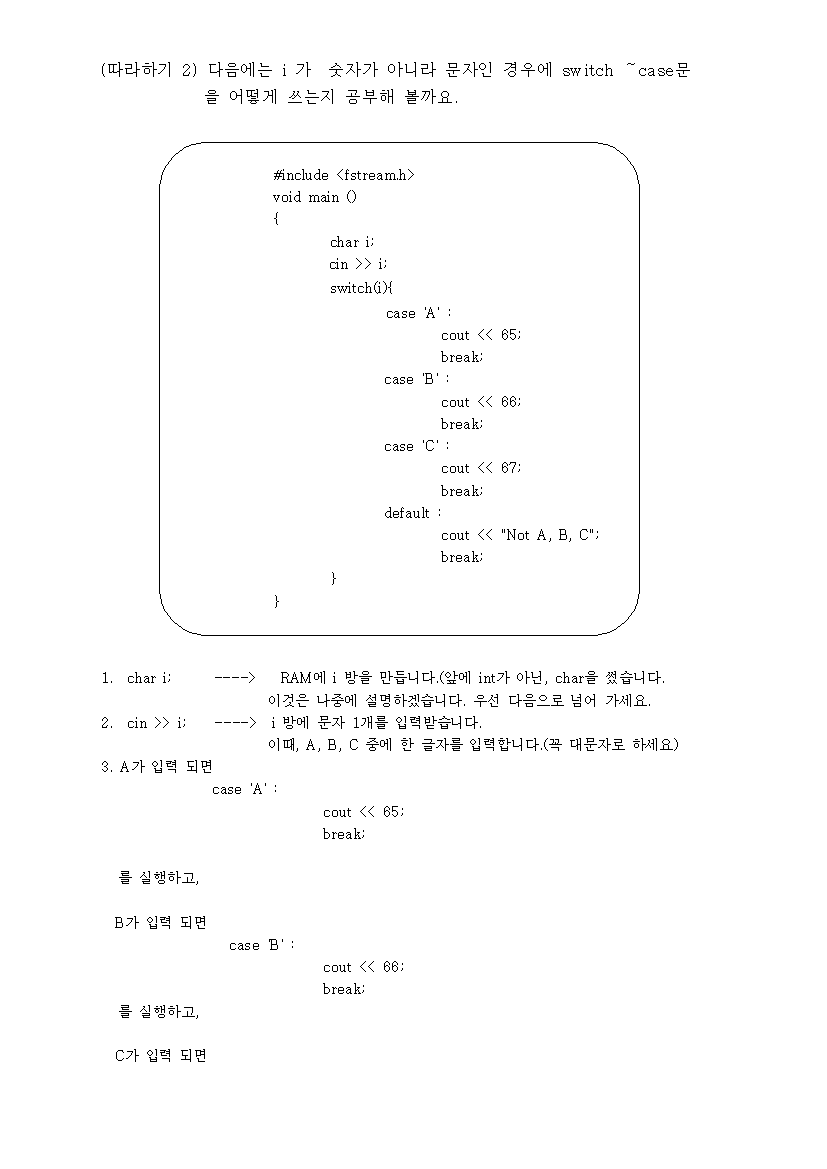 (따라하기 2) 다음에는 i 가 숫자가 아니라 문자인 경우에 switch ~case문
을 어떻게 쓰는지 공부해 볼까요.
#include <fstream.h>
void main ()
{
char i;
cin >> i;
switch(i){
case 'A' :
cout << 65;
break;
case 'B' :
cout << 66;
break;
case 'C' :
cout << 67;
break;
default :
cout << "Not A, B, C";
break;
}
}
1. char i; ----> RAM에 i 방을 만듭니다.(앞에 int가 아닌, char을 썼습니다.
이것은 나중에 설명하겠습니다. 우선 다음으로 넘어 가세요.
2. cin >> i; ----> i 방에 문자 1개를 입력받습니다.
이때, A, B, C 중에 한 글자를 입력합니다.(꼭 대문자로 하세요)
3. A가 입력 되면
case 'A' :
cout << 65;
break;
를 실행하고,
B가 입력 되면
case 'B' :
cout << 66;
break;
를 실행하고,
C가 입력 되면